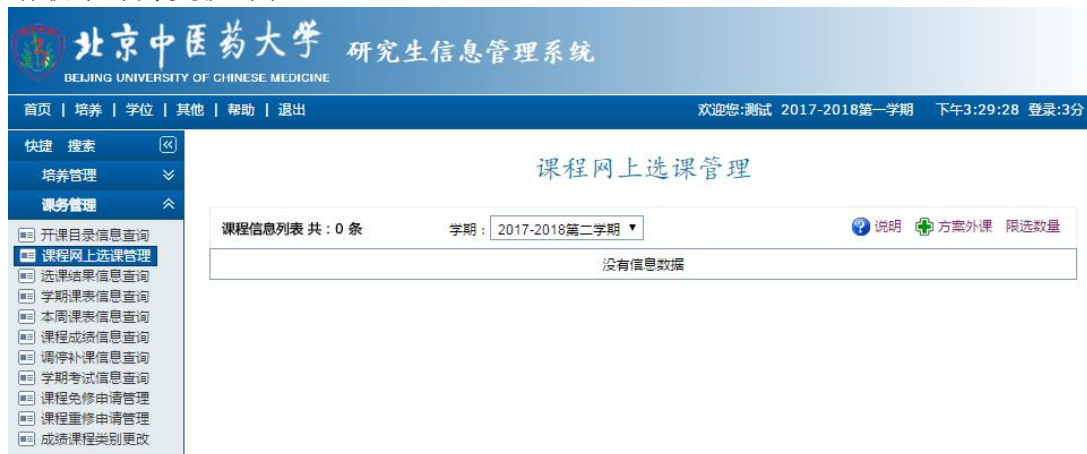 北京中医药大学 研究生信息管理系统
BEIJING UNIVERSITY OF CHINESE MEDICINE
首页 | 培养 | 学位 | 其他 | 帮助 | 退出 欢迎您:测试 2017-2018第一学期 下午3:29:28 登录:3分
快捷 搜索
培养管理
课务管理
开课目录信息查询
课程网上选课管理
选课结果信息查询
学期课表信息查询
本周课表信息查询
课程成绩信息查询
调停补课信息查询
学期考试信息查询
课程免修申请管理
课程重修申请管理
成绩课程类别更改
课程网上选课管理
课程信息列表 共：0 条 学期： 2017-2018第二学期 说明 方案外课 限选数量
没有信息数据